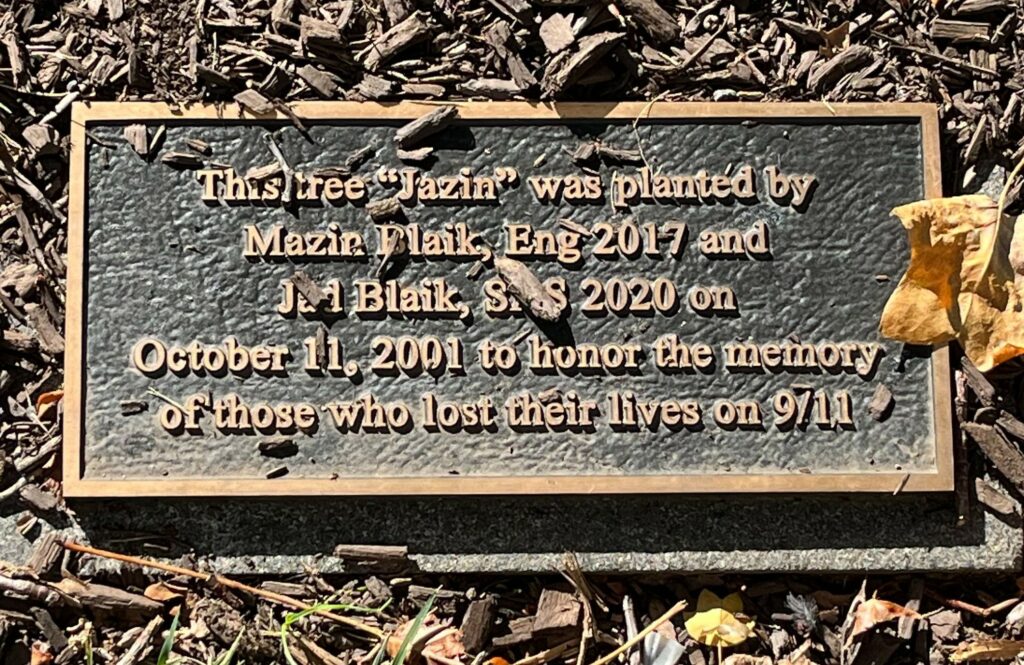 This tree “Jazin” was planted by
Mazin Blaik, Eng 2017 and
Jad Blaik, 2020 on
October 11, 2001 to honor the memory
of those who lost their lives on 9/11